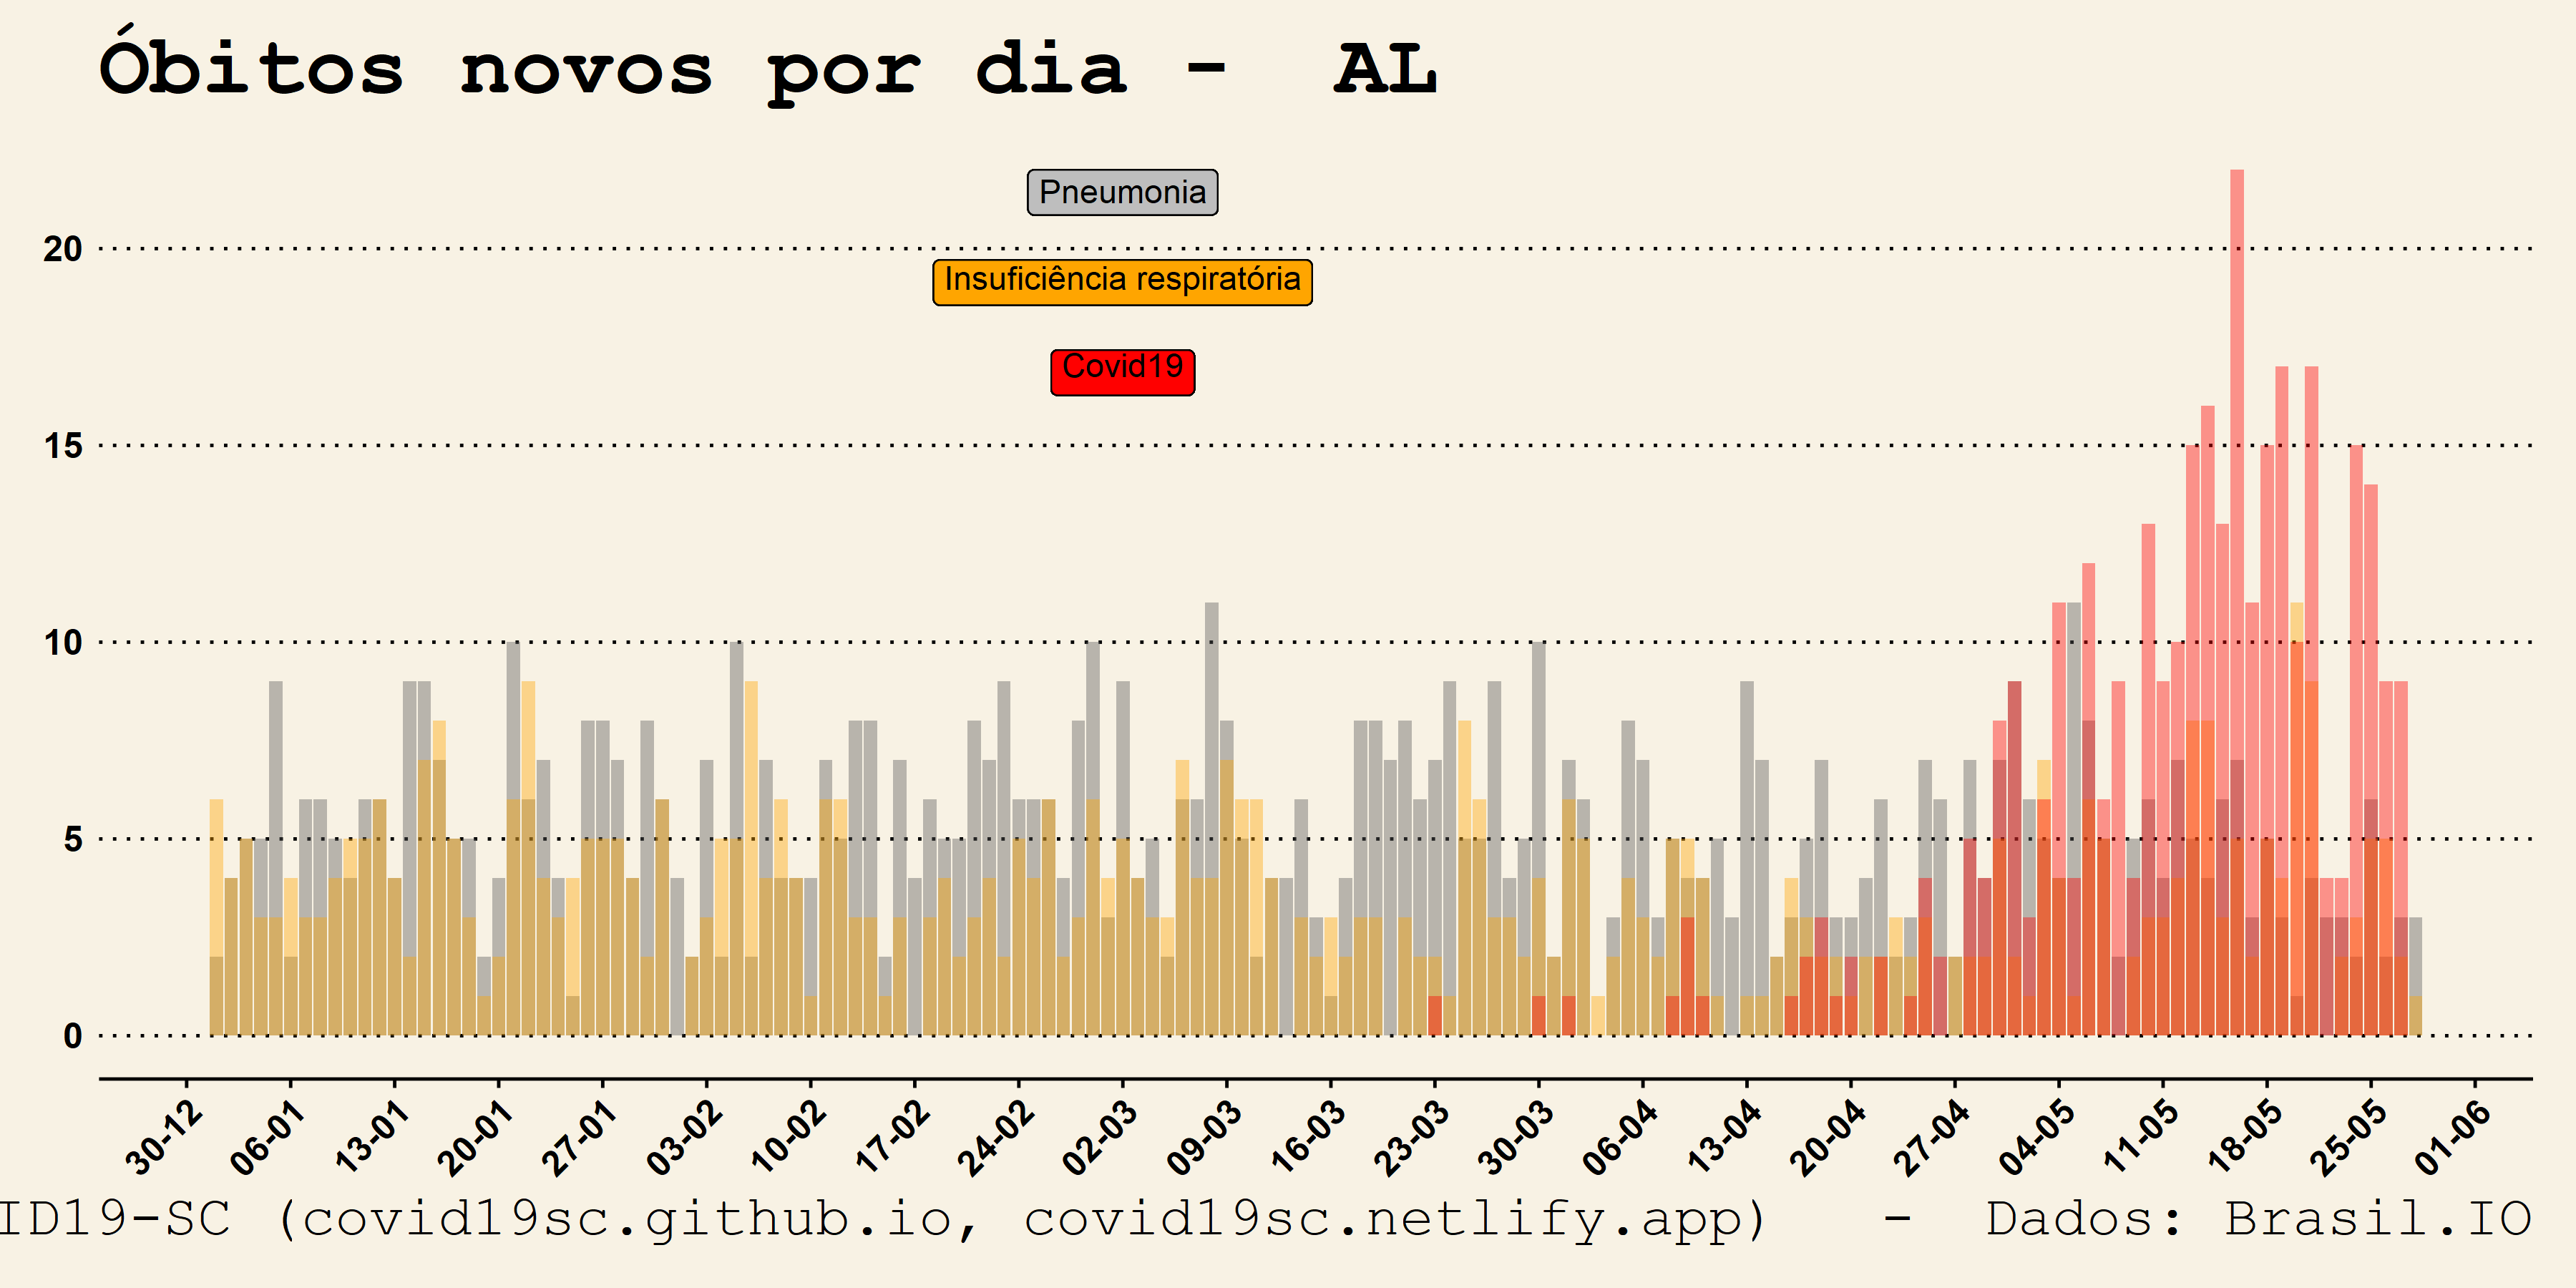 Óbitos novos por dia - AL
Pneumonia
Insuficiência respiratória
Covid19
20
15
10
5
0
30-12 06-01 13-01 20-01 27-01 03-02 10-02 17-02 24-02 02-03 09-03 16-03 23-03 30-03 06-04 13-04 20-04 27-04 04-05 11-05 18-05 25-05 01-06
ID19-SC (covid19sc.github.io, covid19sc.netlify.app) - Dados: Brasil.IO